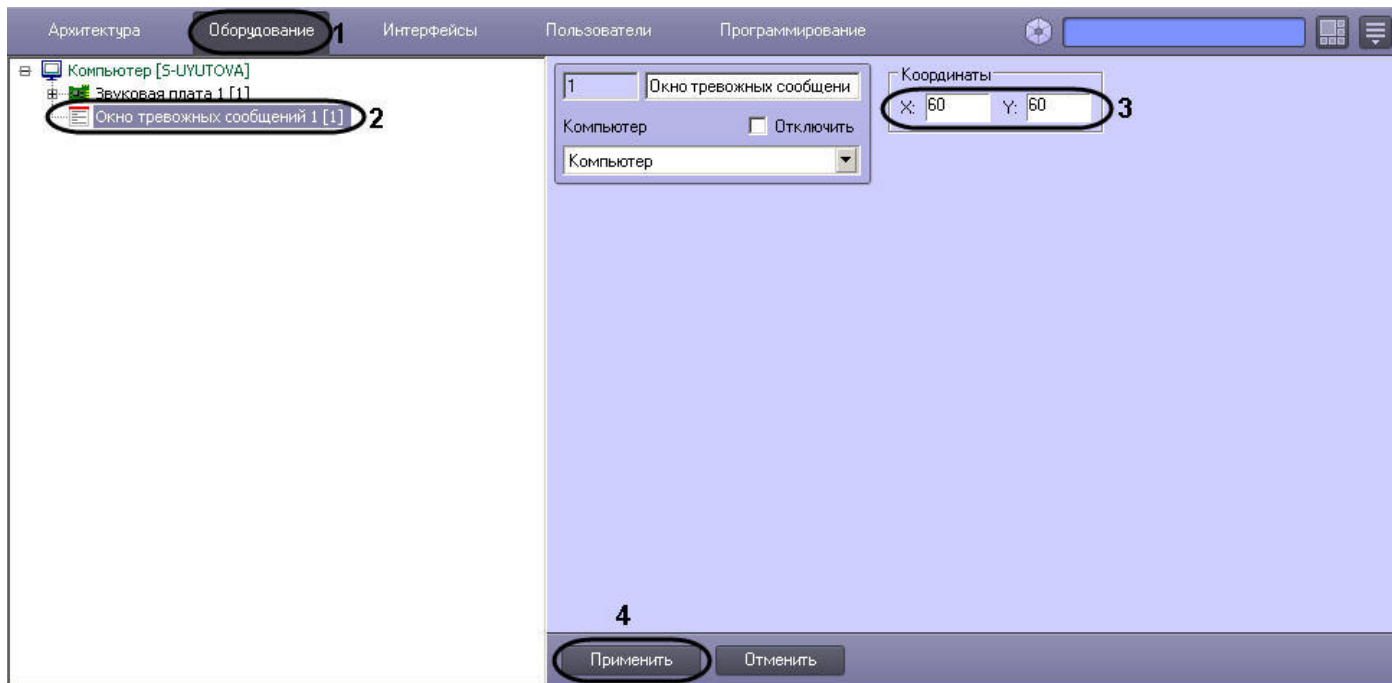 Архитектура Оборудование 1 Интерфейсы Пользователи Программирование
Компьютер [S-UYUTOVA]
Звуковая плата 1 [1]
Окно тревожных сообщений 1 [1] 2
1 Окно тревожных сообщени
Компьютер Отключить
Компьютер
Координаты
X: 60 Y: 60 3
4
Применить Отменить